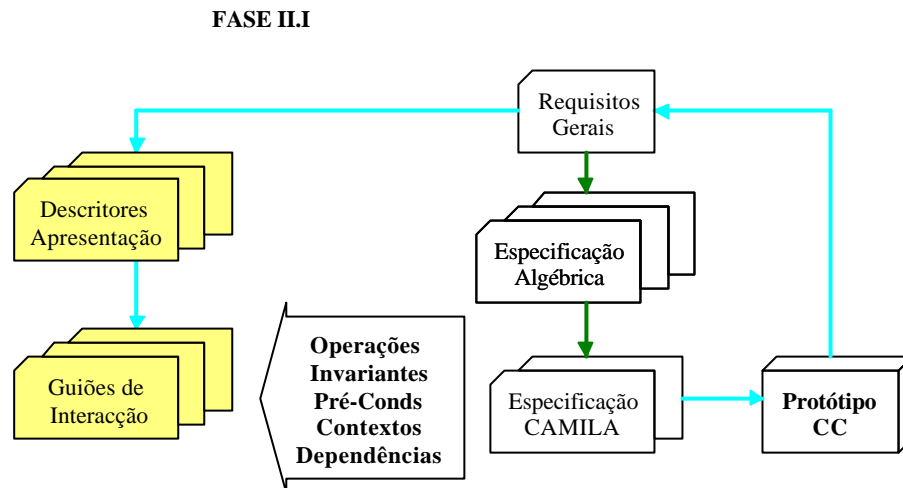 FASE II.I
Requisitos
Gerais
Descritores
Apresentação
Especificação
Algébrica
Guiões de
Interacção
Operações
Invariantes
Pré-Conds
Contextos
Dependências
Especificação
CAMILA
Protótipo
CC